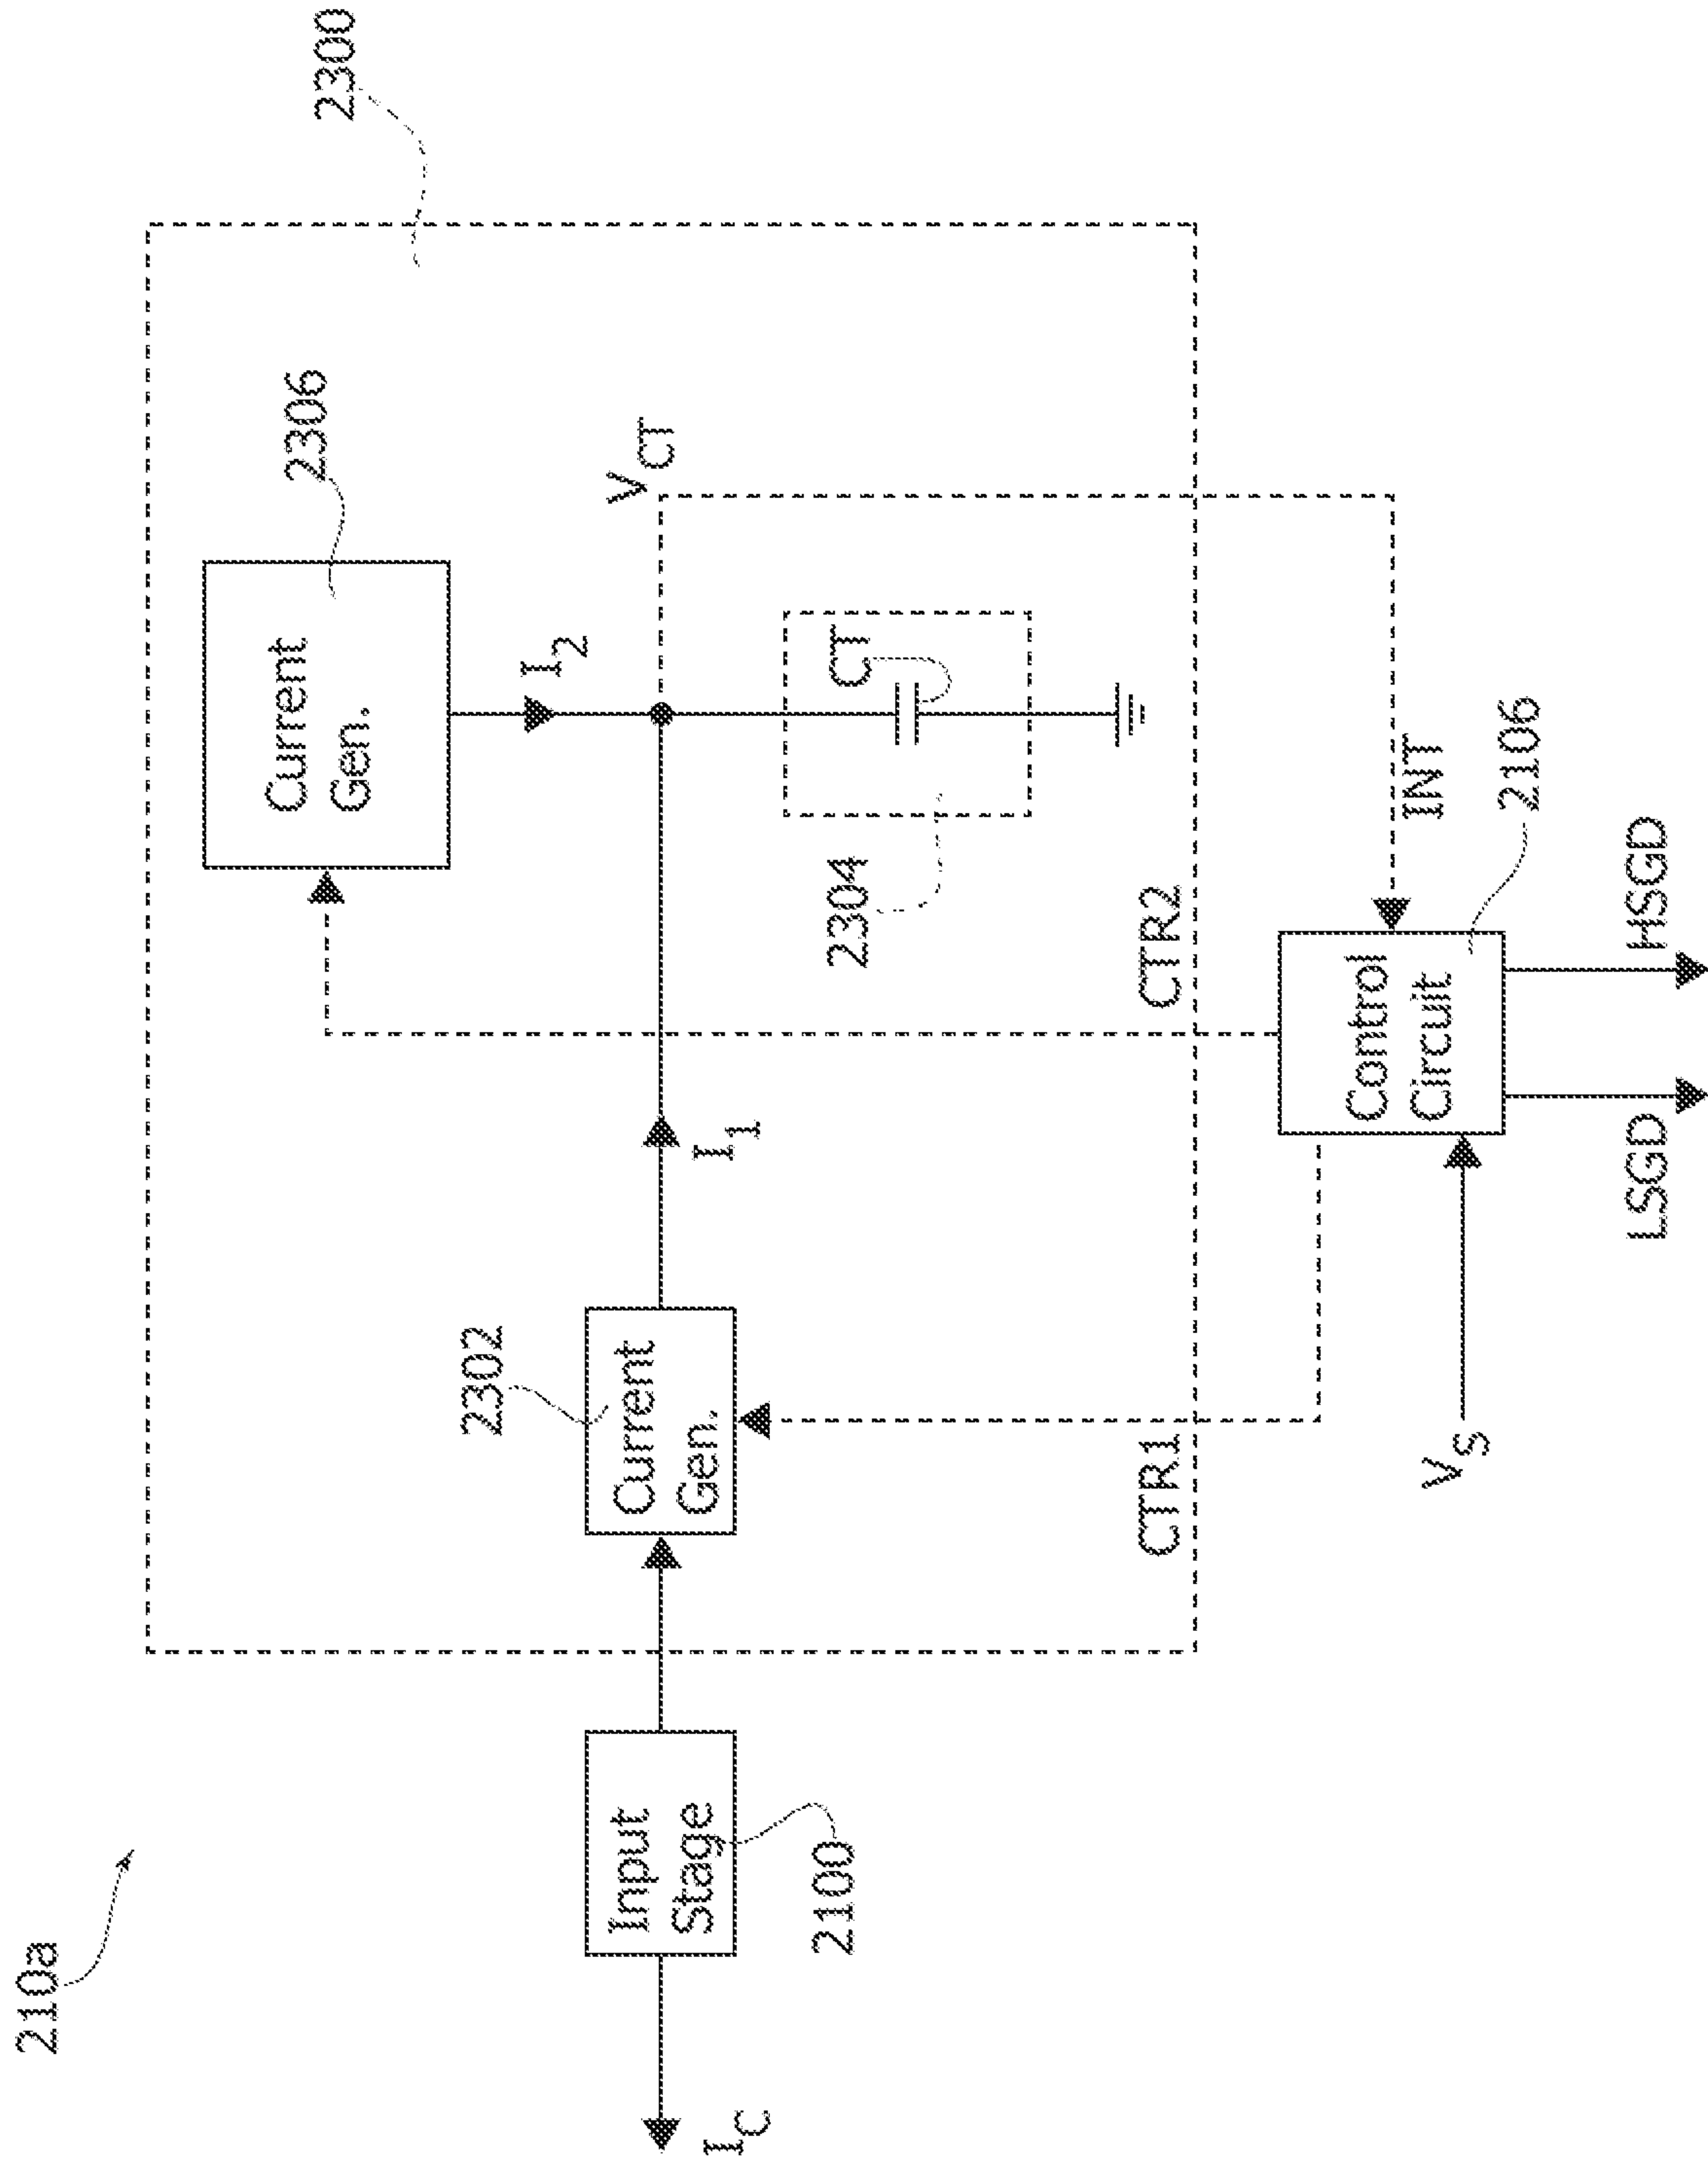 210a
2300
2306
Current
Gen.
I2
VCT
2302
Current
Gen.
I1
CT
2304
Input
Stage
2100
IC
CTR1
CTR2
INT
Control
Circuit
2106
VS
LSGD
HSGD